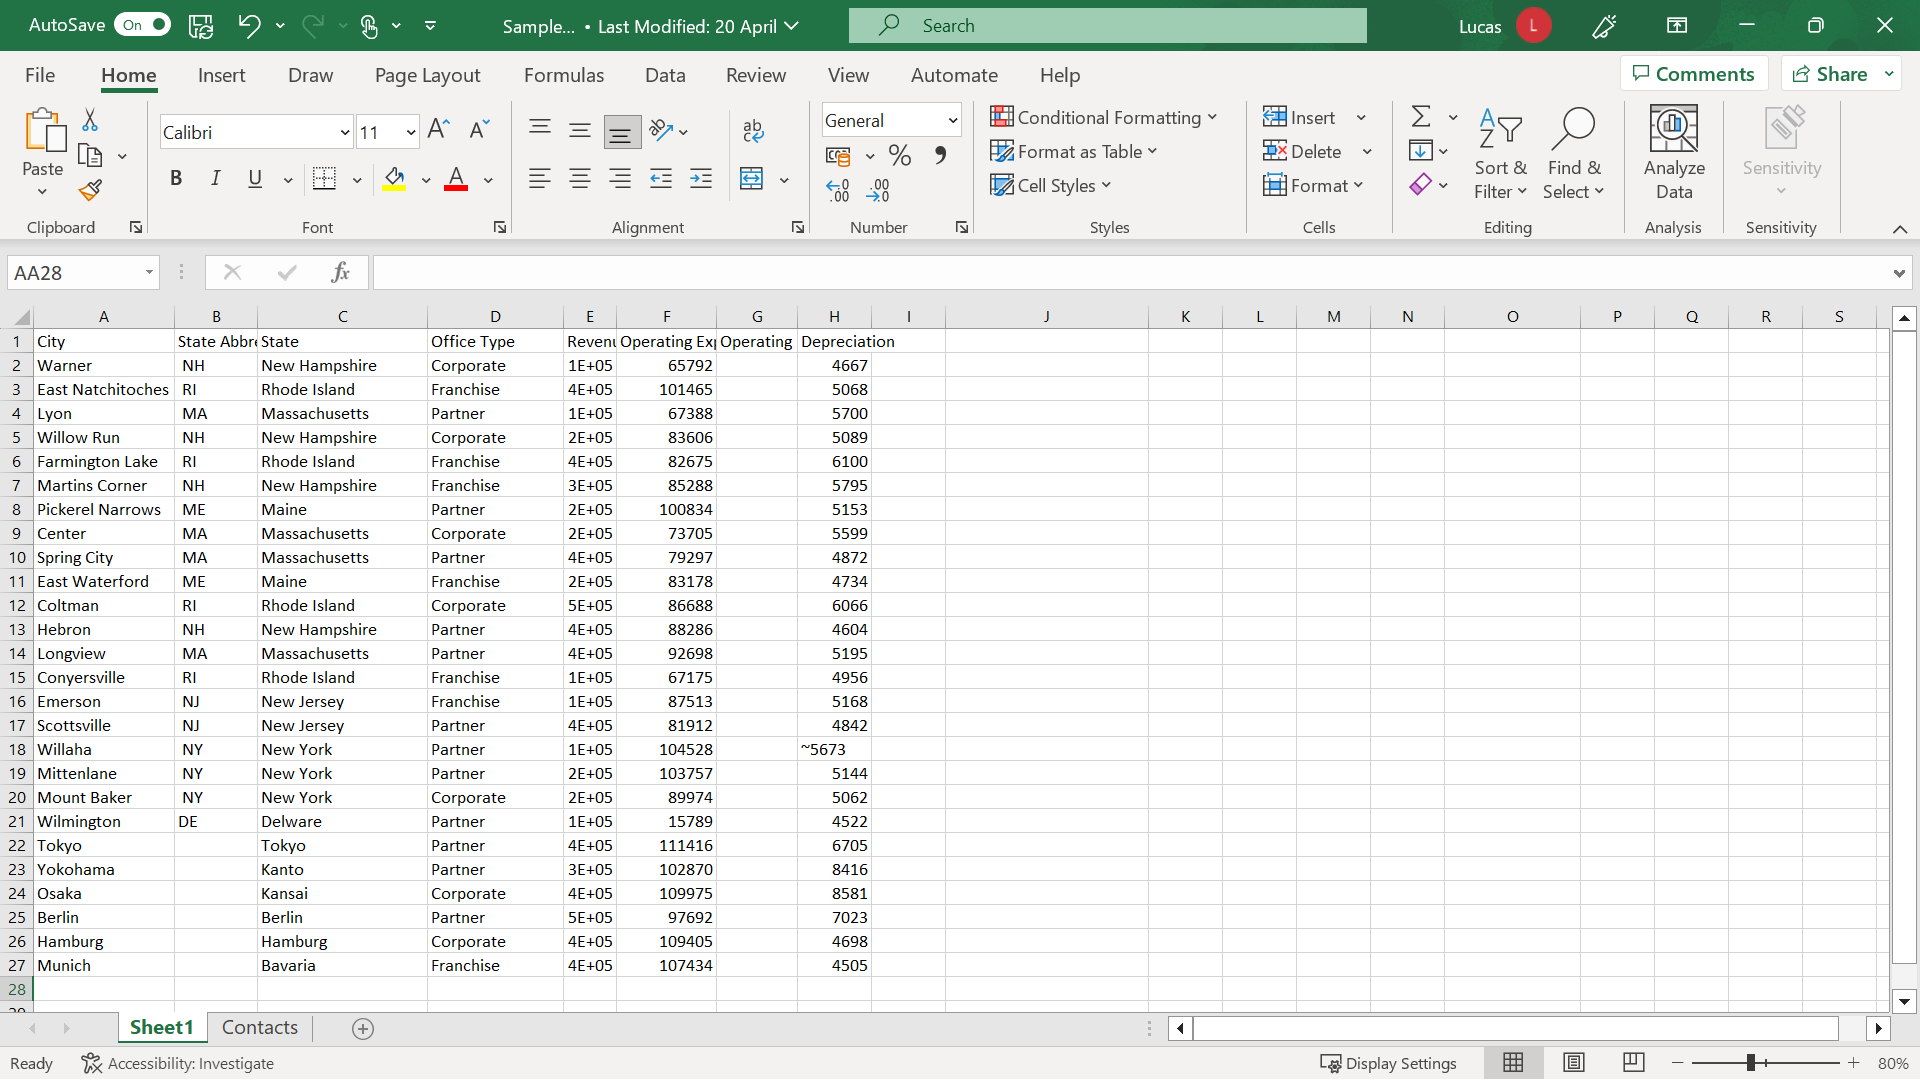 AutoSave On Sample... • Last Modified: 20 April Search Lucas L
File Home Insert Draw Page Layout Formulas Data Review View Automate Help Comments Share
Paste
Clipboard
Calibri 11
B I U A
Font
ab
Alignment
General
% 9
Number
Conditional Formatting
Format as Table
Cell Styles
Styles
Insert
Delete
Format
Cells
Sort & Filter
Find & Select
Editing
Analyze Data
Analysis
Sensitivity
Sensitivity
AA28 fx
A B C D E F G H I J K L M N O P Q R S
1 City State Abbre State Office Type Revenu Operating Exp Operating Depreciation
2 Warner NH New Hampshire Corporate 1E+05 65792 4667
3 East Natchitoches RI Rhode Island Franchise 4E+05 101465 5068
4 Lyon MA Massachusetts Partner 1E+05 67388 5700
5 Willow Run NH New Hampshire Corporate 2E+05 83606 5089
6 Farmington Lake RI Rhode Island Franchise 4E+05 82675 6100
7 Martins Corner NH New Hampshire Franchise 3E+05 85288 5795
8 Pickerel Narrows ME Maine Partner 2E+05 100834 5153
9 Center MA Massachusetts Corporate 2E+05 73705 5599
10 Spring City MA Massachusetts Partner 4E+05 79297 4872
11 East Waterford ME Maine Franchise 2E+05 83178 4734
12 Coltman RI Rhode Island Corporate 5E+05 86688 6066
13 Hebron NH New Hampshire Partner 4E+05 88286 4604
14 Longview MA Massachusetts Partner 4E+05 92698 5195
15 Conyersville RI Rhode Island Franchise 1E+05 67175 4956
16 Emerson NJ New Jersey Franchise 1E+05 87513 5168
17 Scottsville NJ New Jersey Partner 4E+05 81912 4842
18 Willaha NY New York Partner 1E+05 104528 ~5673
19 Mittenlane NY New York Partner 2E+05 103757 5144
20 Mount Baker NY New York Corporate 2E+05 89974 5062
21 Wilmington DE Delware Partner 1E+05 15789 4522
22 Tokyo Tokyo Partner 4E+05 111416 6705
23 Yokohama Kanto Partner 3E+05 102870 8416
24 Osaka Kansai Corporate 4E+05 109975 8581
25 Berlin Berlin Partner 5E+05 97692 7023
26 Hamburg Hamburg Corporate 4E+05 109405 4698
27 Munich Bavaria Franchise 4E+05 107434 4505
28
Sheet1 Contacts
Ready Accessibility: Investigate Display Settings 80%